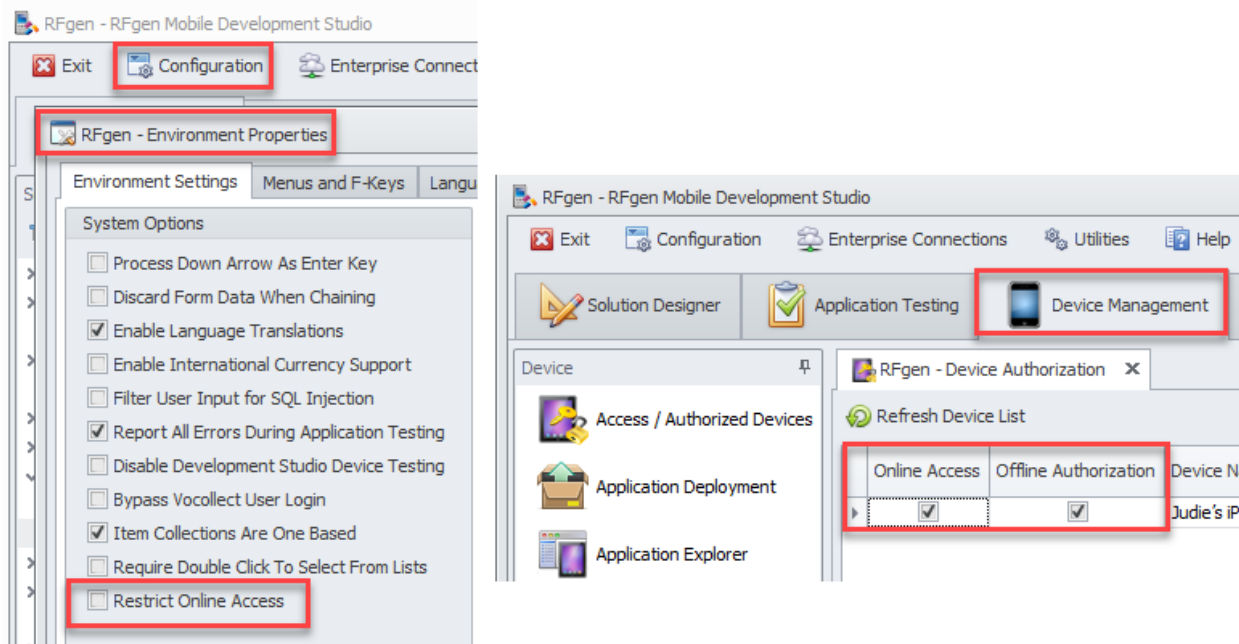 RFgen - RFgen Mobile Development Studio
Exit Configuration Enterprise Connect
RFgen - Environment Properties
Environment Settings Menus and F-Keys Langu
S
System Options
Process Down Arrow As Enter Key
Discard Form Data When Chaining
Enable Language Translations
Enable International Currency Support
Filter User Input for SQL Injection
Report All Errors During Application Testing
Disable Development Studio Device Testing
Bypass Vocollect User Login
Item Collections Are One Based
Require Double Click To Select From Lists
Restrict Online Access
RFgen - RFgen Mobile Development Studio
Exit Configuration Enterprise Connections Utilities Help
Solution Designer Application Testing Device Management
Device
Access / Authorized Devices
Application Deployment
Application Explorer
RFgen - Device Authorization X
Refresh Device List
Online Access Offline Authorization Device N
Judie's iP